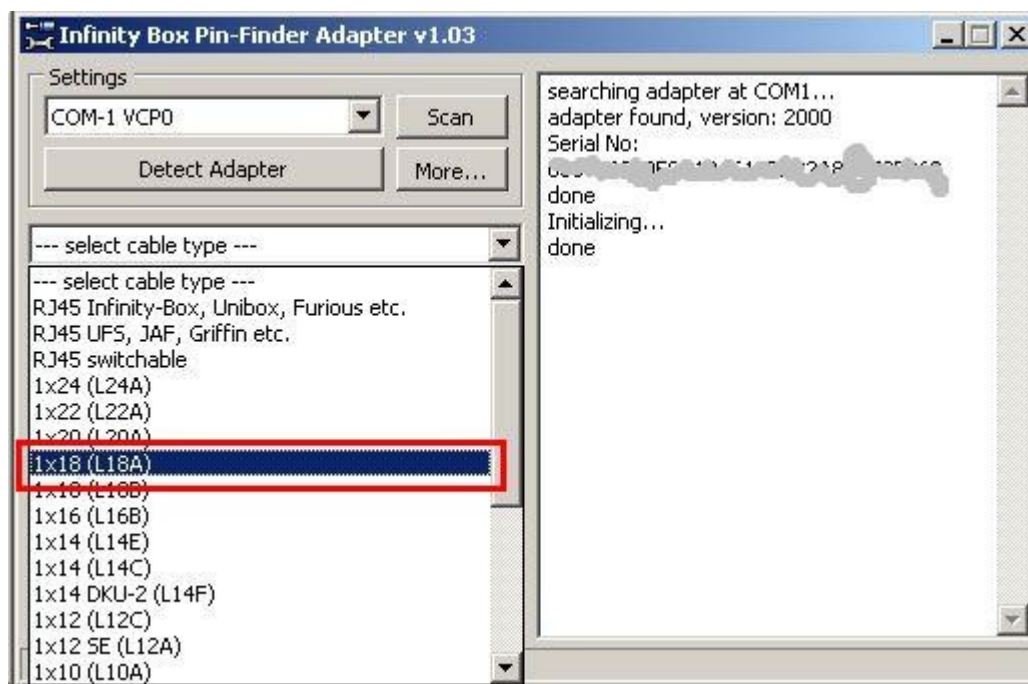 Infinity Box Pin-Finder Adapter v1.03
Settings
COM-1 VCP0
Scan
Detect Adapter
More...
--- select cable type ---
--- select cable type ---
RJ45 Infinity-Box, Unibox, Furious etc.
RJ45 UFS, JAF, Griffin etc.
RJ45 switchable
1x24 (L24A)
1x22 (L22A)
1x20 (L20A)
1x18 (L18A)
1x18 (L18B)
1x16 (L16B)
1x14 (L14E)
1x14 (L14C)
1x14 DKU-2 (L14F)
1x12 (L12C)
1x12 SE (L12A)
1x10 (L10A)
searching adapter at COM1...
adapter found, version: 2000
Serial No:
done
Initializing...
done